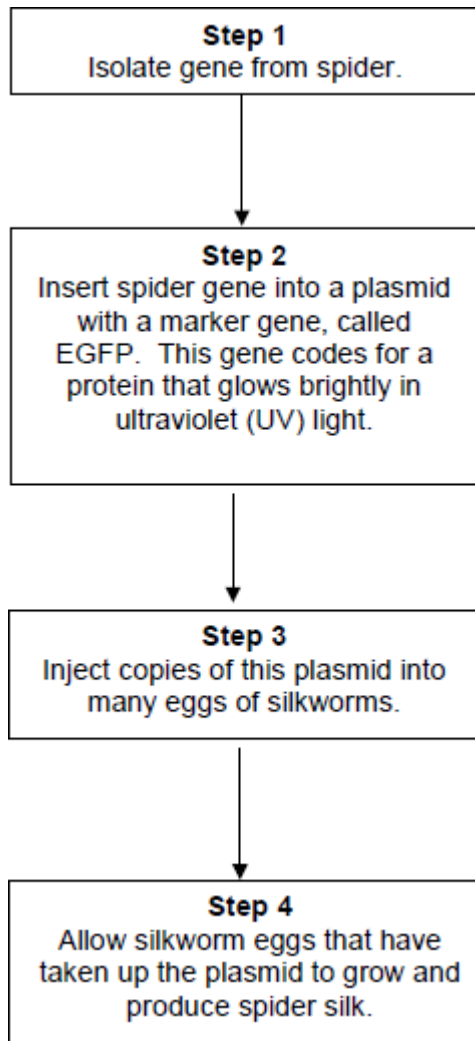 Step 1
Isolate gene from spider.
Step 2
Insert spider gene into a plasmid
with a marker gene, called
EGFP. This gene codes for a
protein that glows brightly in
ultraviolet (UV) light.
Step 3
Inject copies of this plasmid into
many eggs of silkworms.
Step 4
Allow silkworm eggs that have
taken up the plasmid to grow and
produce spider silk.